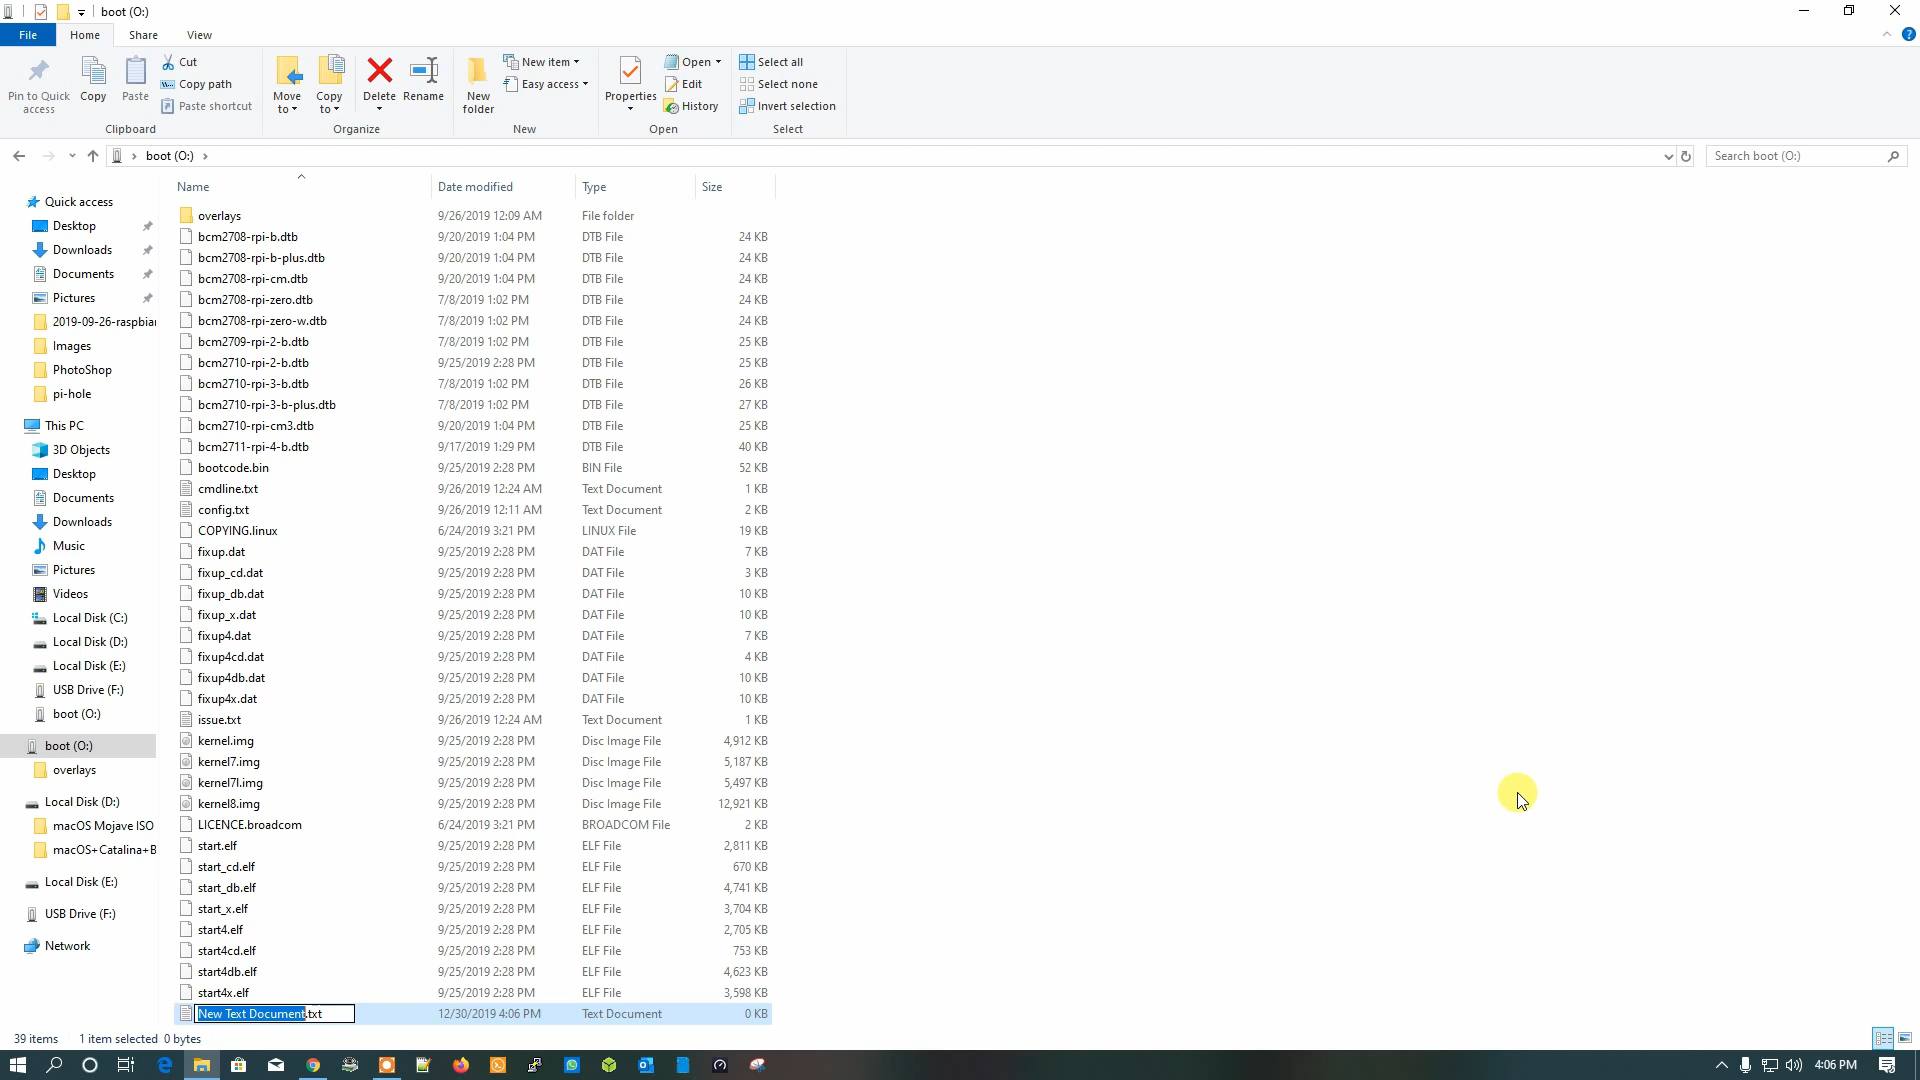 boot (O:)
File Home Share View
Pin to Quick access
Copy
Paste
Cut
Copy path
Paste shortcut
Clipboard
Move to
Copy to
Delete
Rename
Organize
New folder
New item
Easy access
New
Properties
Open
Edit
History
Open
Select all
Select none
Invert selection
Select
boot (O:)
Search boot (O:)
Quick access
Desktop
Downloads
Documents
Pictures
2019-09-26-raspbian
Images
PhotoShop
pi-hole
This PC
3D Objects
Desktop
Documents
Downloads
Music
Pictures
Videos
Local Disk (C:)
Local Disk (D:)
Local Disk (E:)
USB Drive (F:)
boot (O:)
boot (O:)
overlays
Local Disk (D:)
macOS Mojave ISO
macOS+Catalina+B
Local Disk (E:)
USB Drive (F:)
Network
Name Date modified Type Size
overlays 9/26/2019 12:09 AM File folder
bcm2708-rpi-b.dtb 9/20/2019 1:04 PM DTB File 24 KB
bcm2708-rpi-b-plus.dtb 9/20/2019 1:04 PM DTB File 24 KB
bcm2708-rpi-cm.dtb 9/20/2019 1:04 PM DTB File 24 KB
bcm2708-rpi-zero.dtb 7/8/2019 1:02 PM DTB File 24 KB
bcm2708-rpi-zero-w.dtb 7/8/2019 1:02 PM DTB File 24 KB
bcm2709-rpi-2-b.dtb 7/8/2019 1:02 PM DTB File 25 KB
bcm2710-rpi-2-b.dtb 9/25/2019 2:28 PM DTB File 25 KB
bcm2710-rpi-3-b.dtb 7/8/2019 1:02 PM DTB File 26 KB
bcm2710-rpi-3-b-plus.dtb 7/8/2019 1:02 PM DTB File 27 KB
bcm2710-rpi-cm3.dtb 9/20/2019 1:04 PM DTB File 25 KB
bcm2711-rpi-4-b.dtb 9/17/2019 1:29 PM DTB File 40 KB
bootcode.bin 9/25/2019 2:28 PM BIN File 52 KB
cmdline.txt 9/26/2019 12:24 AM Text Document 1 KB
config.txt 9/26/2019 12:11 AM Text Document 2 KB
COPYING.linux 6/24/2019 3:21 PM LINUX File 19 KB
fixup.dat 9/25/2019 2:28 PM DAT File 7 KB
fixup_cd.dat 9/25/2019 2:28 PM DAT File 3 KB
fixup_db.dat 9/25/2019 2:28 PM DAT File 10 KB
fixup_x.dat 9/25/2019 2:28 PM DAT File 10 KB
fixup4.dat 9/25/2019 2:28 PM DAT File 7 KB
fixup4cd.dat 9/25/2019 2:28 PM DAT File 4 KB
fixup4db.dat 9/25/2019 2:28 PM DAT File 10 KB
fixup4x.dat 9/25/2019 2:28 PM DAT File 10 KB
issue.txt 9/26/2019 12:24 AM Text Document 1 KB
kernel.img 9/25/2019 2:28 PM Disc Image File 4,912 KB
kernel7.img 9/25/2019 2:28 PM Disc Image File 5,187 KB
kernel7l.img 9/25/2019 2:28 PM Disc Image File 5,497 KB
kernel8.img 9/25/2019 2:28 PM Disc Image File 12,921 KB
LICENCE.broadcom 6/24/2019 3:21 PM BROADCOM File 2 KB
start.elf 9/25/2019 2:28 PM ELF File 2,811 KB
start_cd.elf 9/25/2019 2:28 PM ELF File 670 KB
start_db.elf 9/25/2019 2:28 PM ELF File 4,741 KB
start_x.elf 9/25/2019 2:28 PM ELF File 3,704 KB
start4.elf 9/25/2019 2:28 PM ELF File 2,705 KB
start4cd.elf 9/25/2019 2:28 PM ELF File 753 KB
start4db.elf 9/25/2019 2:28 PM ELF File 4,623 KB
start4x.elf 9/25/2019 2:28 PM ELF File 3,598 KB
New Text Document.txt 12/30/2019 4:06 PM Text Document 0 KB
39 items 1 item selected 0 bytes
4:06 PM